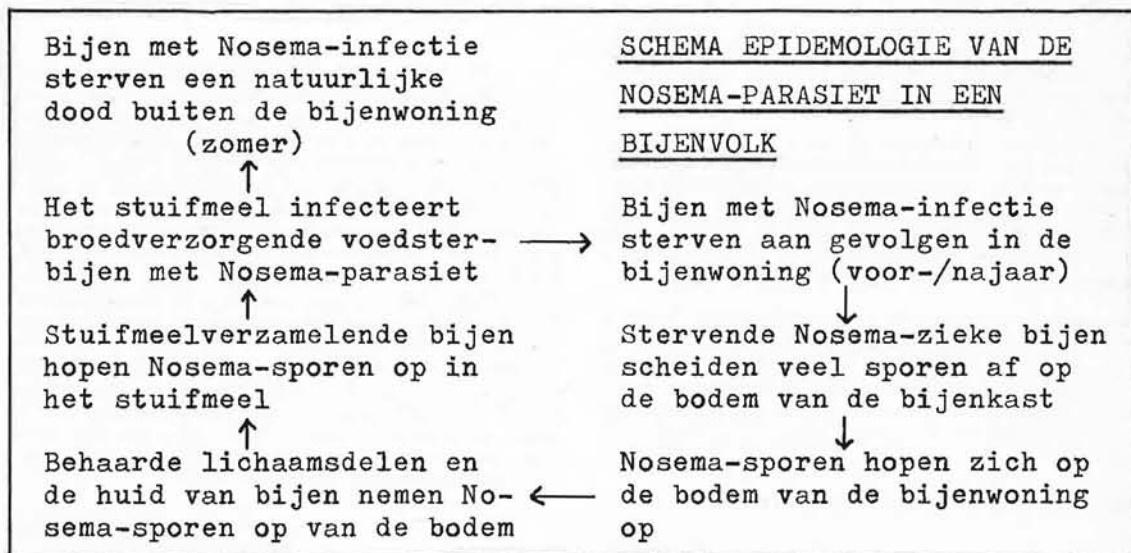 SCHEMA EPIDEMOLOGIE VAN DE
NOSEMA-PARASIET IN EEN
BIJENVOLK
Bijen met Nosema-infectie
sterven een natuurlijke
dood buiten de bijenwoning
(zomer)
Het stuifmeel infecteert
broedverzorgende voedster-
bijen met Nosema-parasiet
Bijen met Nosema-infectie
sterven aan gevolgen in de
bijenwoning (voor-/najaar)
Stuifmeelverzamelende bijen
hopen Nosema-sporen op in
het stuifmeel
Stervende Nosema-zieke bijen
scheiden veel sporen af op
de bodem van de bijenkast
Behaarde lichaamsdelen en
de huid van bijen nemen No-
sema-sporen op van de bodem
Nosema-sporen hopen zich op
de bodem van de bijenwoning
op